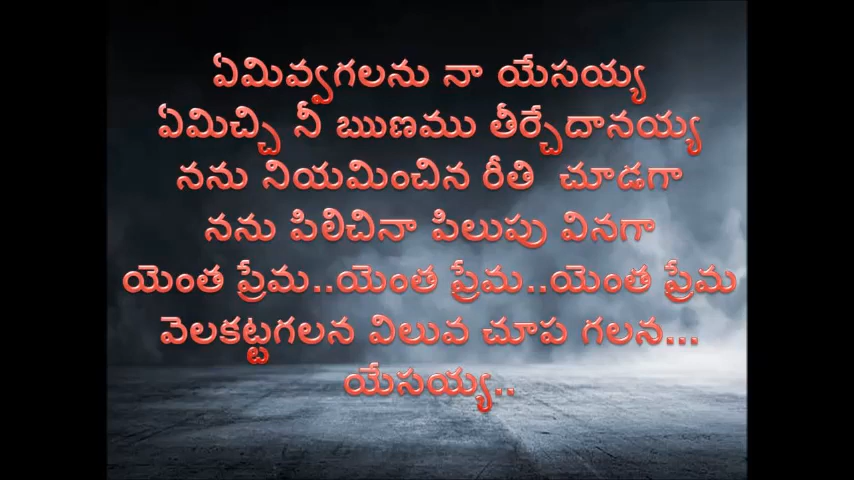 ఏమివ్వగలను నా యేసయ్య
ఏమిచ్చి నీ ఋణము తీర్చేదానయ్య
నను నియమించిన రీతి చూడగా
నను పిలిచినా పిలుపు వినగా
యెంత ప్రేమ..యెంత ప్రేమ..యెంత ప్రేమ
వెలకట్టగలన విలువ చూప గలన...
యేసయ్య..